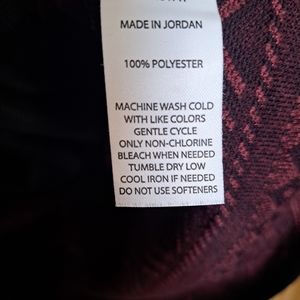 MADE IN JORDAN
100% POLYESTER
MACHINE WASH COLD
WITH LIKE COLORS
GENTLE CYCLE
ONLY NON-CHLORINE
BLEACH WHEN NEEDED
TUMBLE DRY LOW
COOL IRON IF NEEDED
DO NOT USE SOFTENERS